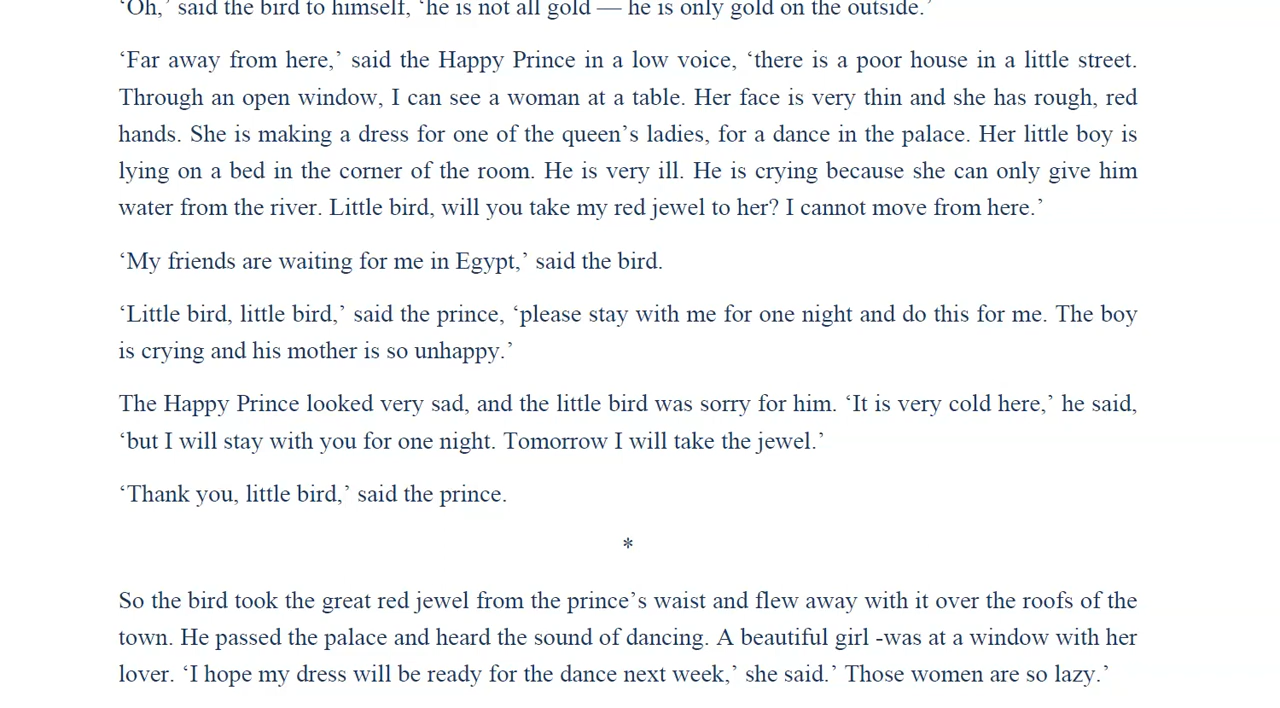 ‘Oh,’ said the bird to himself, ‘he is not all gold — he is only gold on the outside.’
‘Far away from here,’ said the Happy Prince in a low voice, ‘there is a poor house in a little street.
Through an open window, I can see a woman at a table. Her face is very thin and she has rough, red
hands. She is making a dress for one of the queen’s ladies, for a dance in the palace. Her little boy is
lying on a bed in the corner of the room. He is very ill. He is crying because she can only give him
water from the river. Little bird, will you take my red jewel to her? I cannot move from here.’
‘My friends are waiting for me in Egypt,’ said the bird.
‘Little bird, little bird,’ said the prince, ‘please stay with me for one night and do this for me. The boy
is crying and his mother is so unhappy.’
The Happy Prince looked very sad, and the little bird was sorry for him. ‘It is very cold here,’ he said,
‘but I will stay with you for one night. Tomorrow I will take the jewel.’
‘Thank you, little bird,’ said the prince.
*
So the bird took the great red jewel from the prince’s waist and flew away with it over the roofs of the
town. He passed the palace and heard the sound of dancing. A beautiful girl -was at a window with her
lover. ‘I hope my dress will be ready for the dance next week,’ she said.’ Those women are so lazy.’